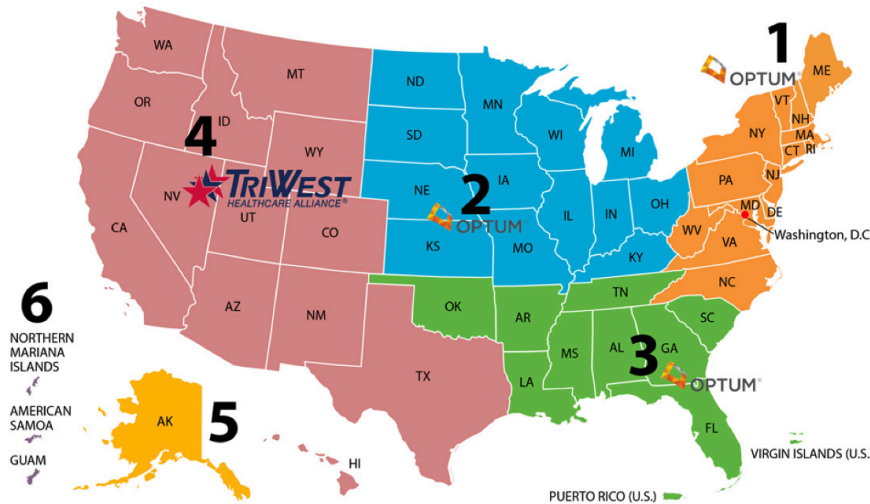 1
OPTUM®
ME
VT
NH
MA
CT
RI
NY
NJ
PA
MD
DE
Washington, D.C
WV
VA
NC
WA
MT
OR
ID
4
WY
NV
TRIWEST
HEALTHCARE ALLIANCE®
UT
CA
CO
AZ
NM
TX
HI
ND
MN
SD
WI
MI
NE
IA
2
OPTUM
IL
IN
OH
KS
MO
KY
OK
AR
TN
SC
MS
AL
GA
3
OPTUM®
LA
FL
VIRGIN ISLANDS (U.S.
PUERTO RICO (U.S.)
6
NORTHERN
MARIANA
ISLANDS
AMERICAN
SAMOA
GUAM
AK
5